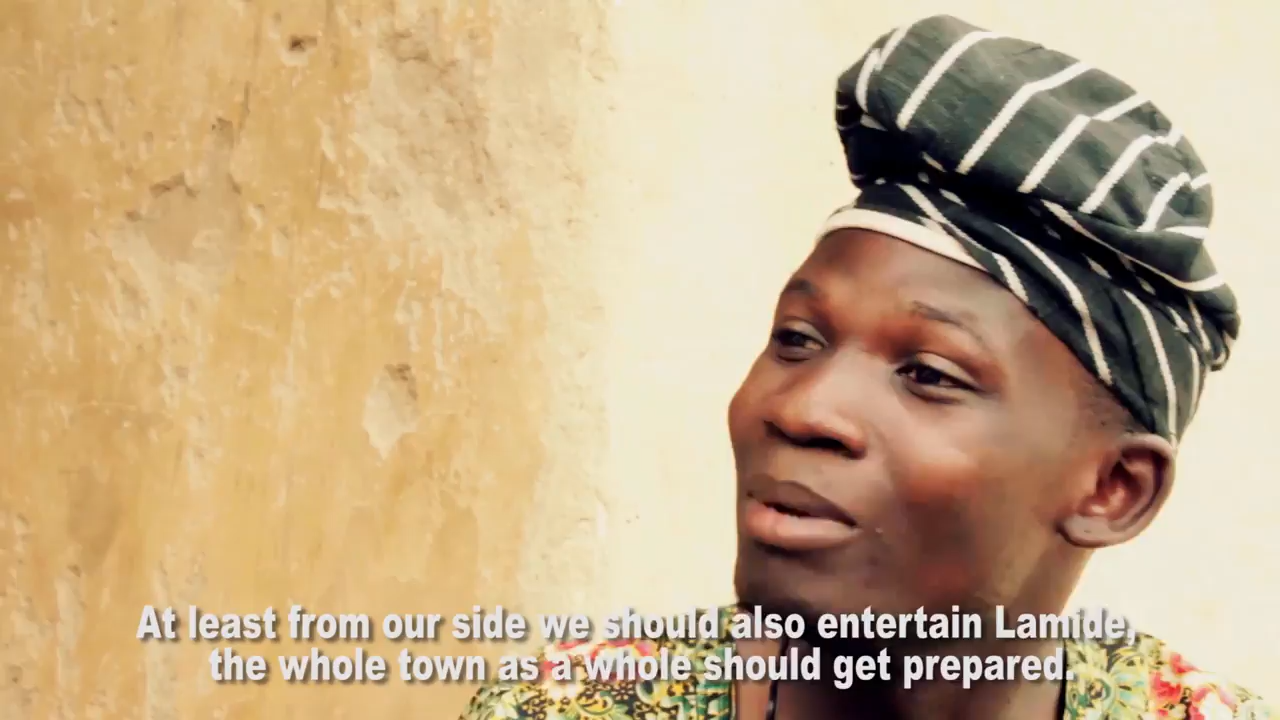 At least from our side we should also entertain Lamide,
the whole town as a whole should get prepared.